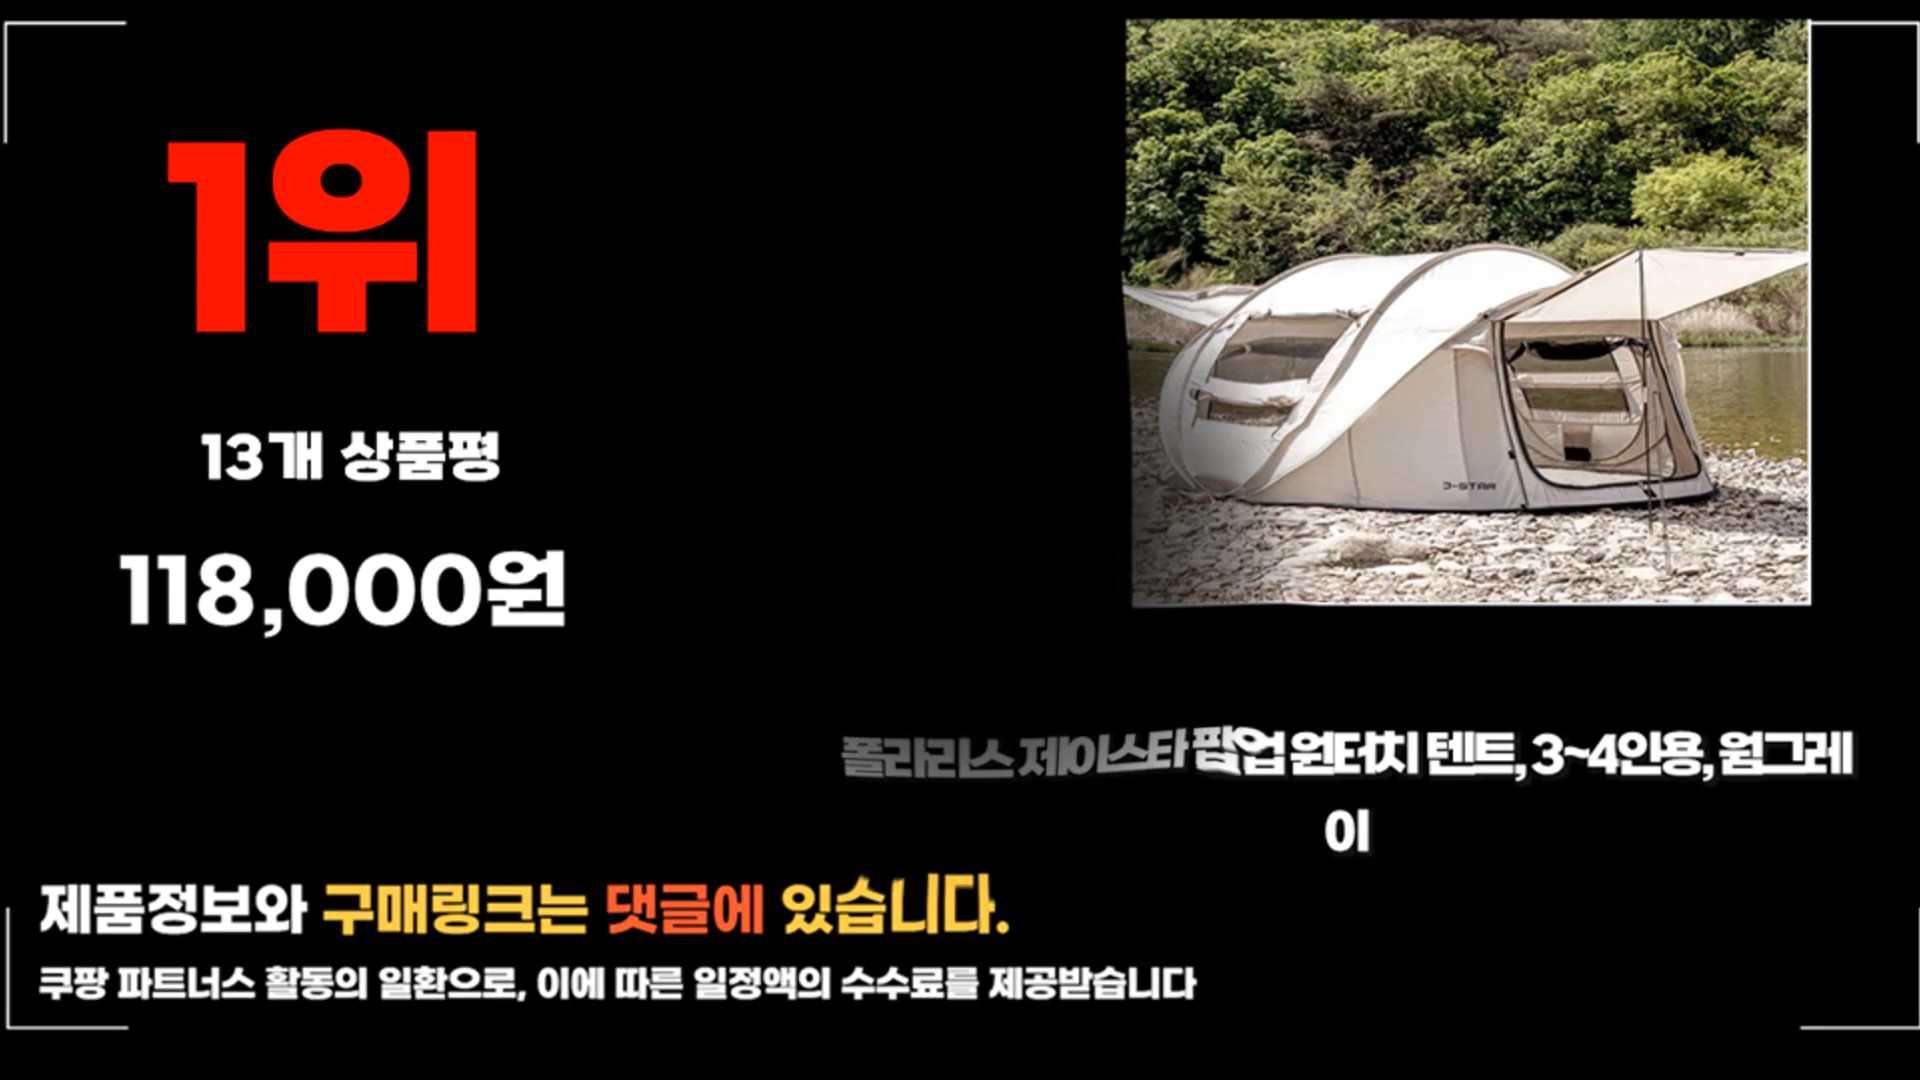 1위
13개 상품평
118,000원
J-STAR
폴라리스 제이스타 팝업 원터치 텐트, 3~4인용, 웜그레
이
제품정보와 구매링크는 댓글에 있습니다.
쿠팡 파트너스 활동의 일환으로, 이에 따른 일정액의 수수료를 제공받습니다